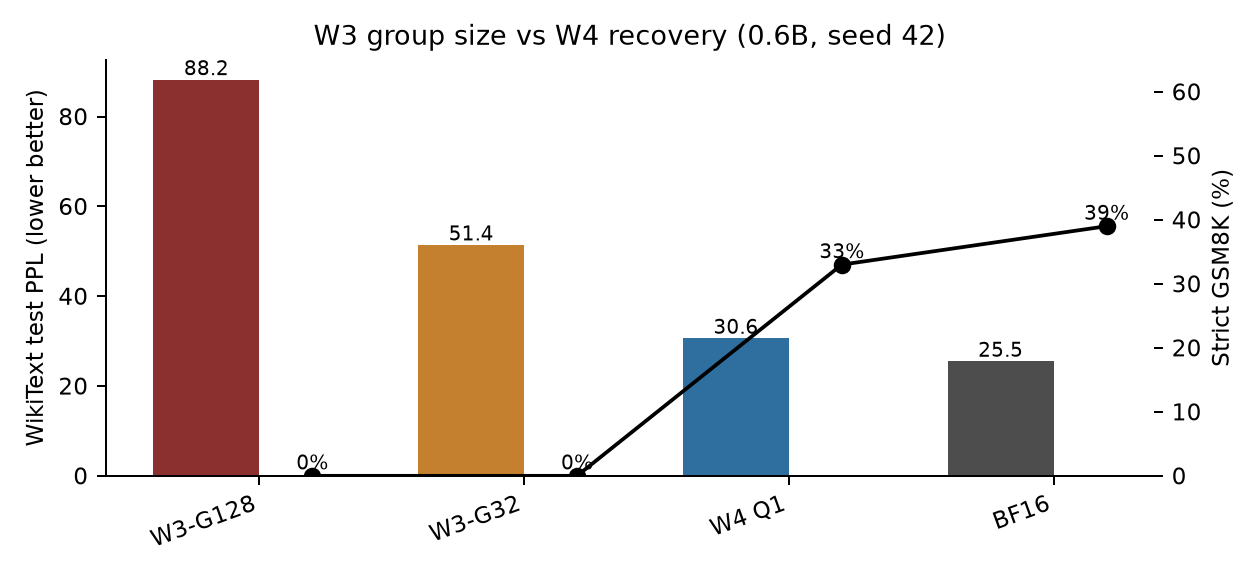 W3 group size vs W4 recovery (0.6B, seed 42)
WikiText test PPL (lower better)
80
60
40
20
0
88.2
51.4
30.6
25.5
0%
0%
33%
39%
60
50
40
30
20
10
0
Strict GSM8K (%)
W3-G128
W3-G32
W4 Q1
BF16